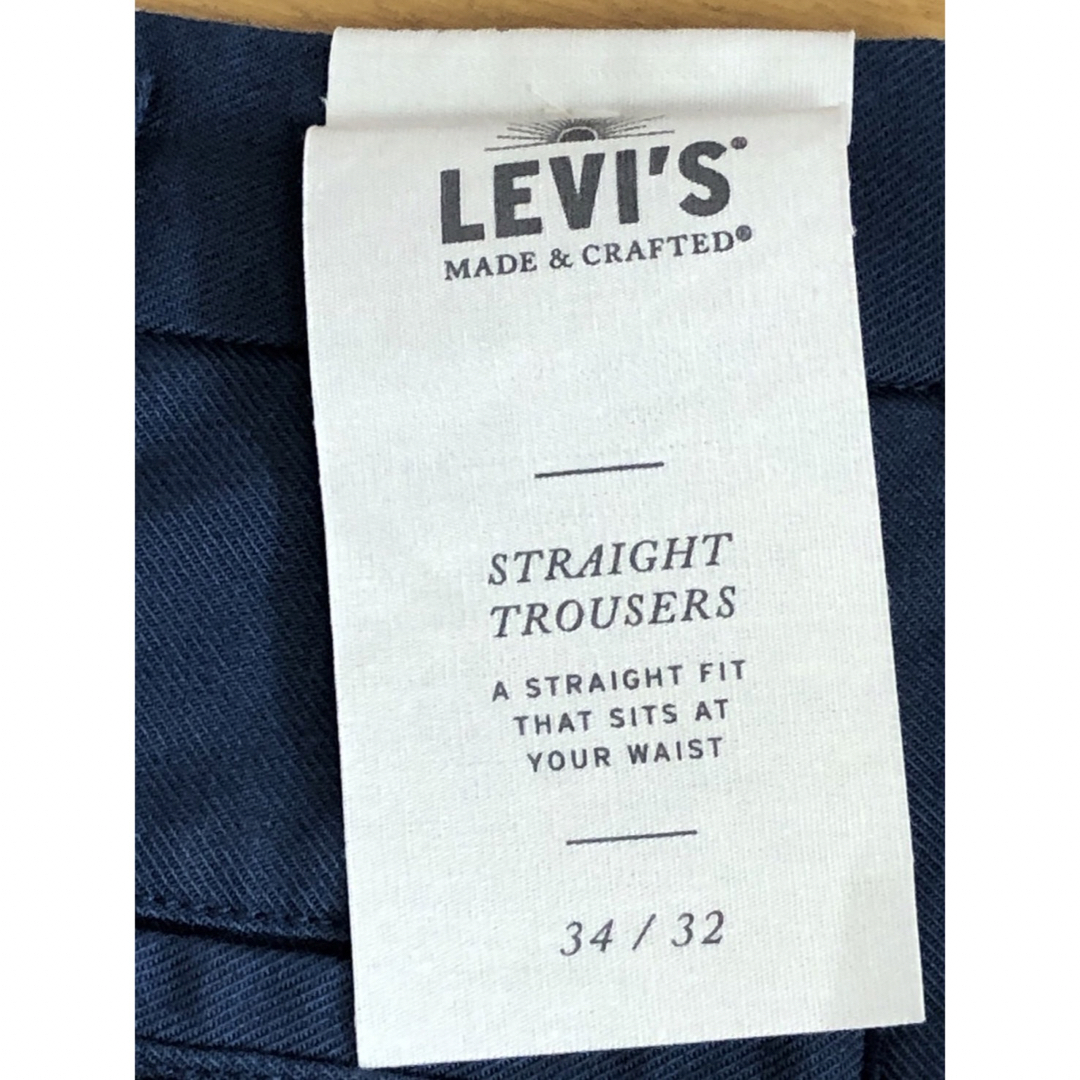 LEVI'S®
MADE & CRAFTED®
STRAIGHT
TROUSERS
A STRAIGHT FIT
THAT SITS AT
YOUR WAIST
34 / 32